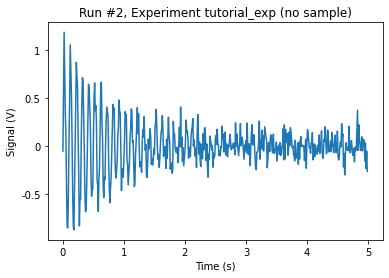 Run #2, Experiment tutorial_exp (no sample)
Signal (V)
1
0.5
0
-0.5
0 1 2 3 4 5
Time (s)